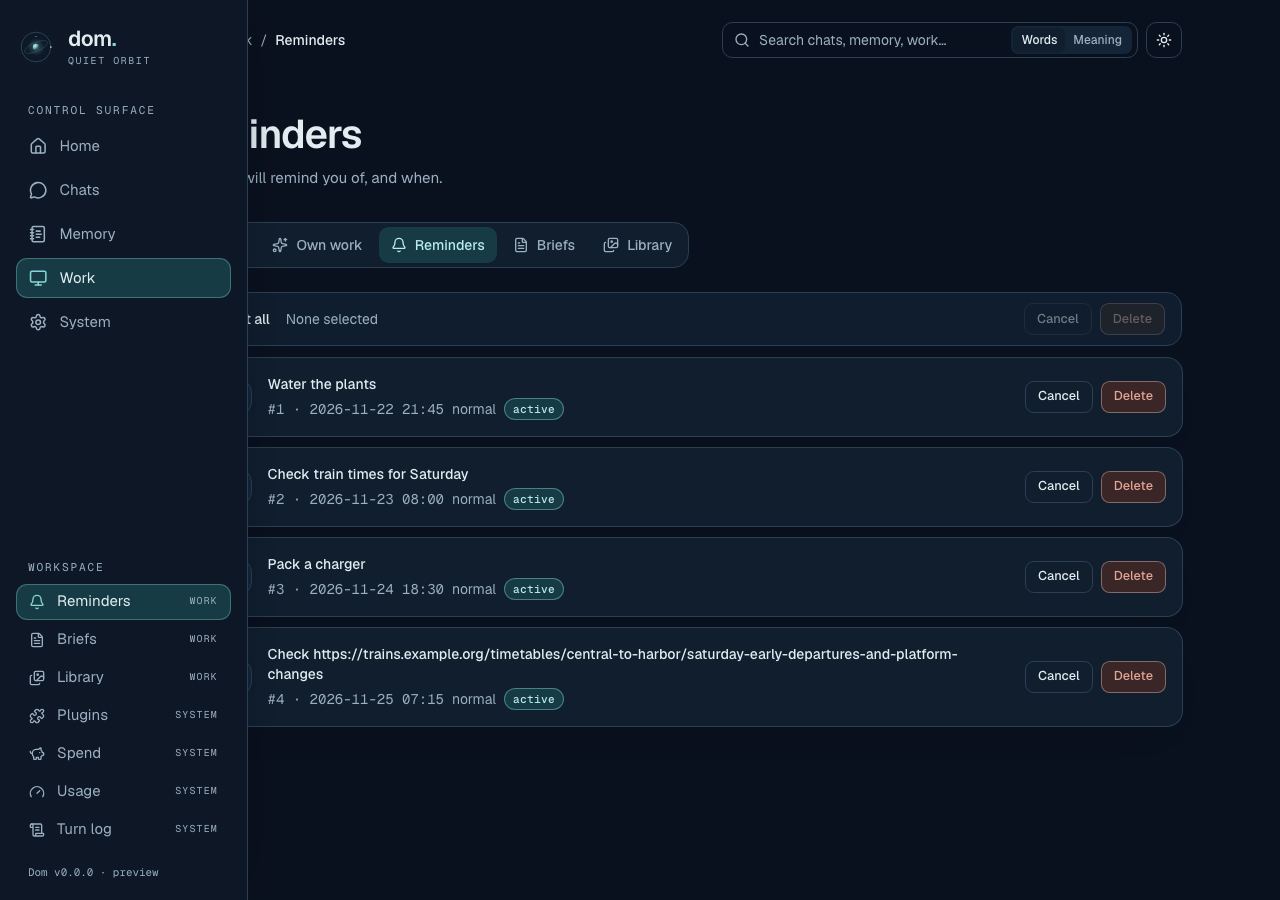 dom.
QUIET ORBIT
/ Reminders
Search chats, memory, work…
Words
Meaning
CONTROL SURFACE
Home
Chats
Memory
Work
System
inders
will remind you of, and when.
Own work
Reminders
Briefs
Library
all
None selected
Cancel
Delete
Water the plants
#1 · 2026-11-22 21:45 normal active
Cancel
Delete
Check train times for Saturday
#2 · 2026-11-23 08:00 normal active
Cancel
Delete
Pack a charger
#3 · 2026-11-24 18:30 normal active
Cancel
Delete
Check https://trains.example.org/timetables/central-to-harbor/saturday-early-departures-and-platform-
changes
#4 · 2026-11-25 07:15 normal active
Cancel
Delete
WORKSPACE
Reminders WORK
Briefs WORK
Library WORK
Plugins SYSTEM
Spend SYSTEM
Usage SYSTEM
Turn log SYSTEM
Dom v0.0.0 · preview